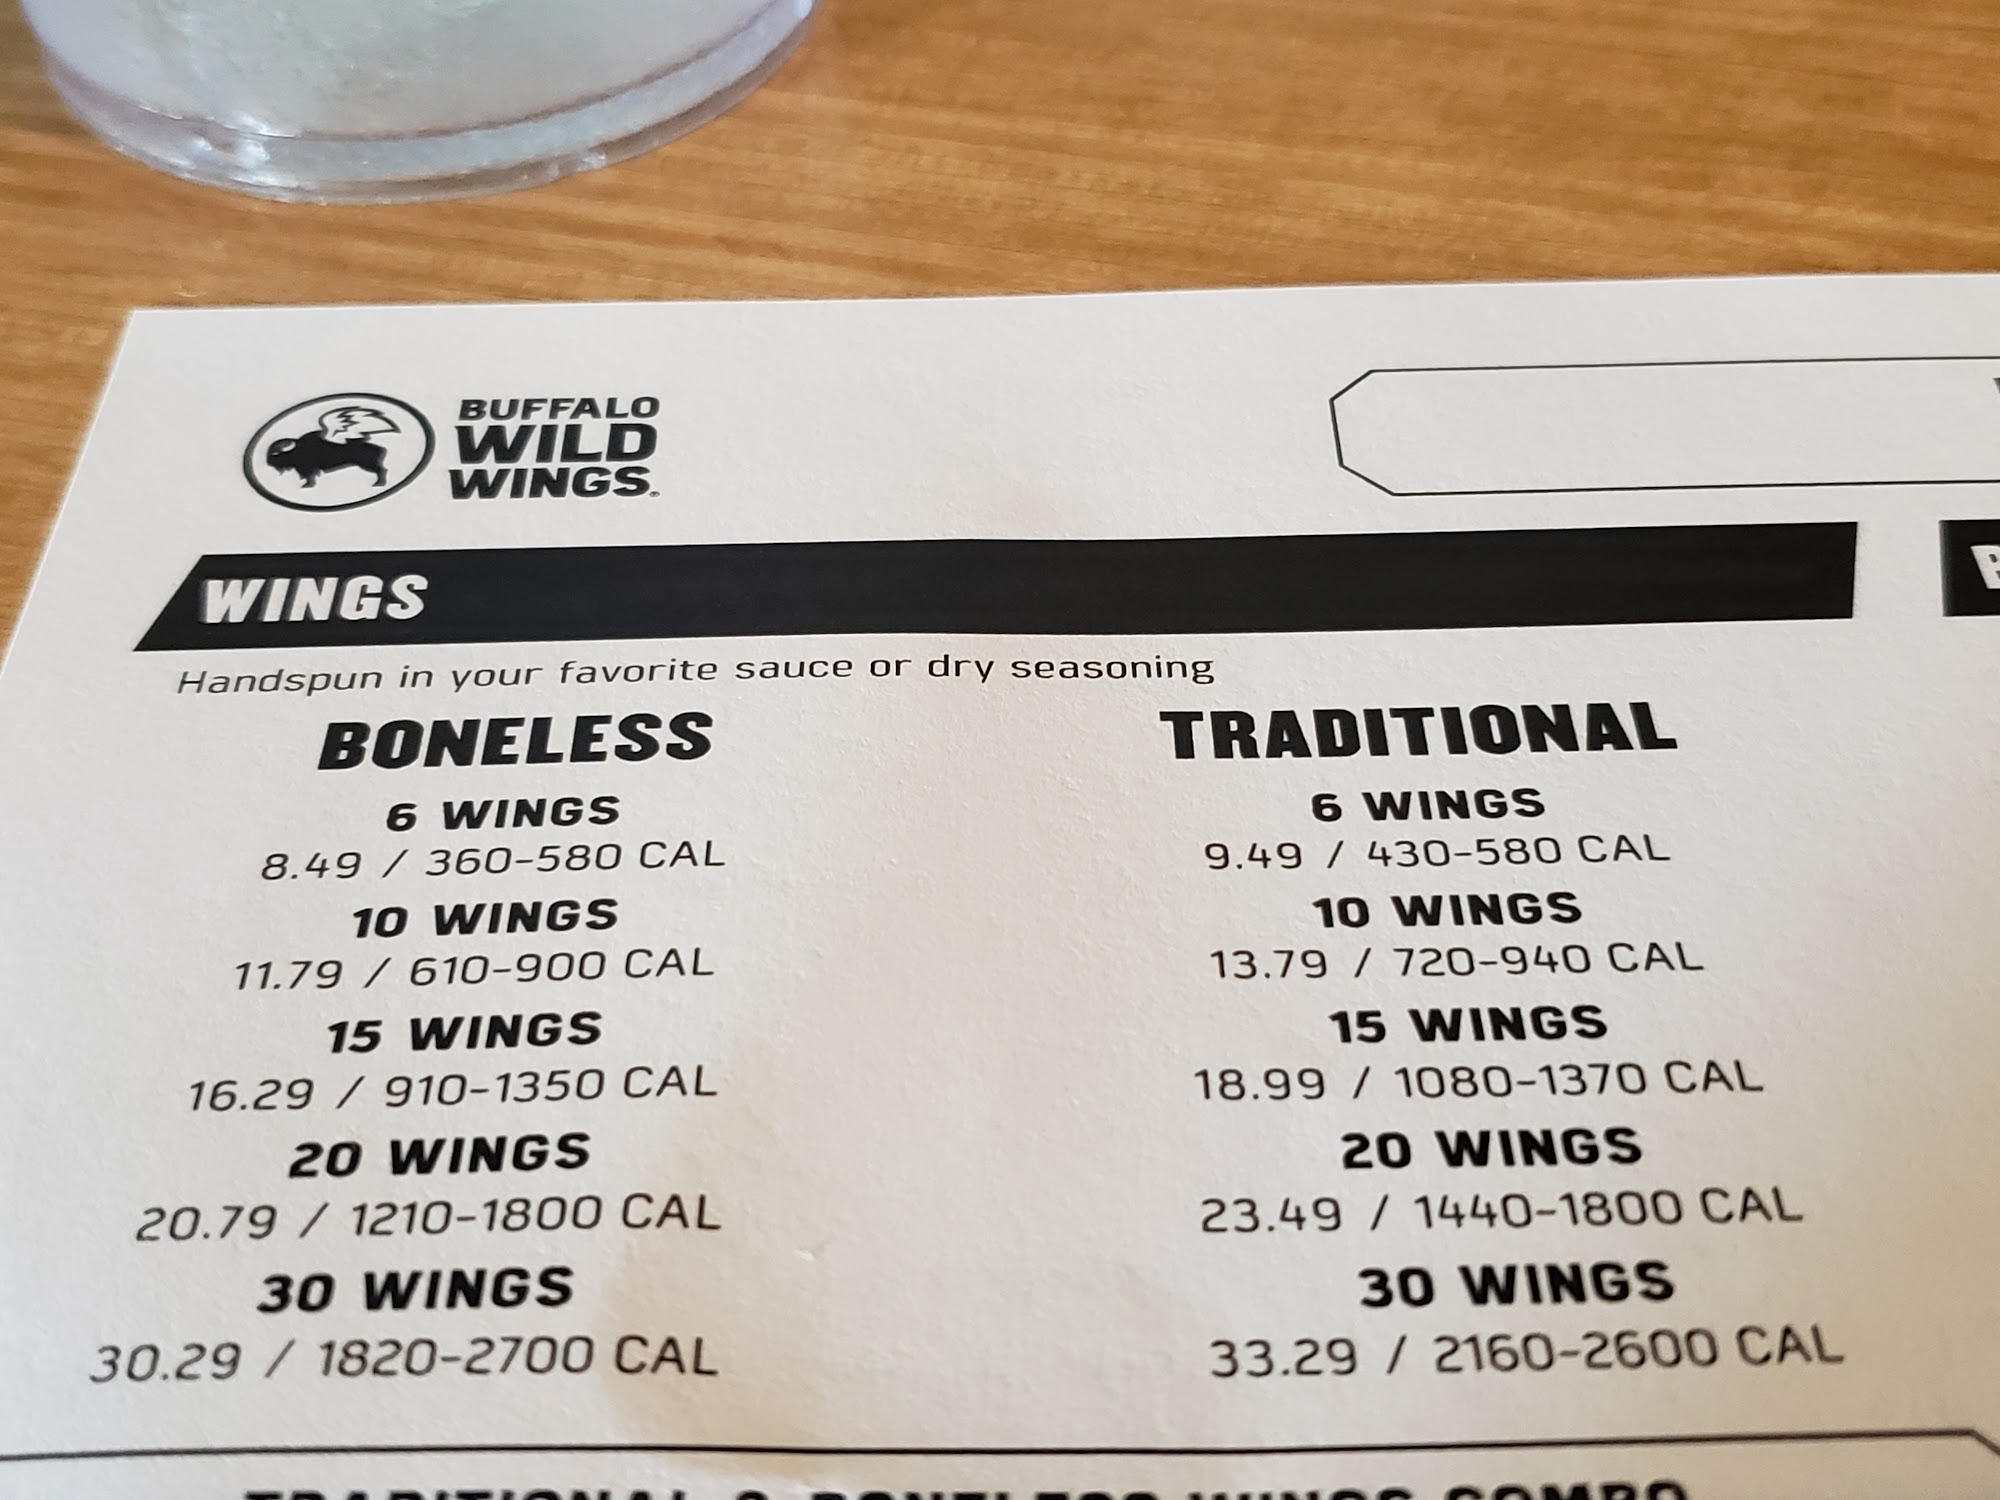 BUFFALO
WILD
WINGS®
WINGS
Handspun in your favorite sauce or dry seasoning
BONELESS
6 WINGS
8.49 / 360-580 CAL
10 WINGS
11.79 / 610-900 CAL
15 WINGS
16.29 / 910-1350 CAL
20 WINGS
20.79 / 1210-1800 CAL
30 WINGS
30.29 / 1820-2700 CAL
TRADITIONAL
6 WINGS
9.49 / 430-580 CAL
10 WINGS
13.79 / 720-940 CAL
15 WINGS
18.99 / 1080-1370 CAL
20 WINGS
23.49 / 1440-1800 CAL
30 WINGS
33.29 / 2160-2600 CAL
TRADITIONAL & BONELESS WINGS COMBO